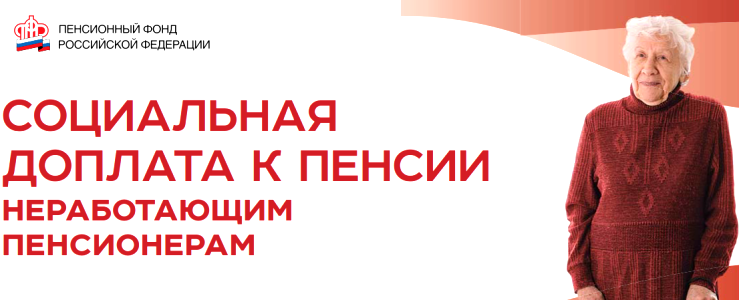 ПЕНСИОННЫЙ ФОНД
РОССИЙСКОЙ ФЕДЕРАЦИИ
СОЦИАЛЬНАЯ
ДОПЛАТА К ПЕНСИИ
НЕРАБОТАЮЩИМ
ПЕНСИОНЕРАМ